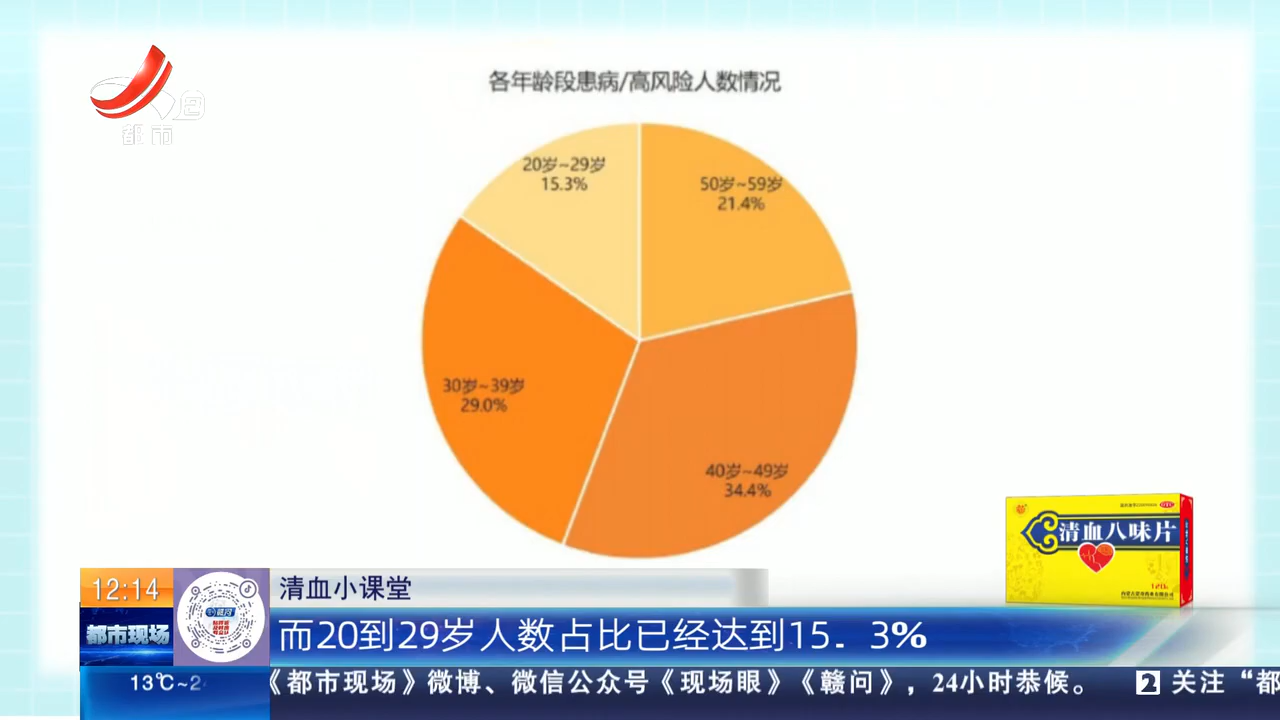 都市
各年龄段患病/高风险人数情况
20岁~29岁
15.3%
50岁~59岁
21.4%
30岁~39岁
29.0%
40岁~49岁
34.4%
清血八味片
12:14
清血小课堂
都市现场
而20到29岁人数占比已经达到15．3%
13℃~2
《都市现场》微博、微信公众号《现场眼》《赣问》，24小时恭候。 2 关注“都